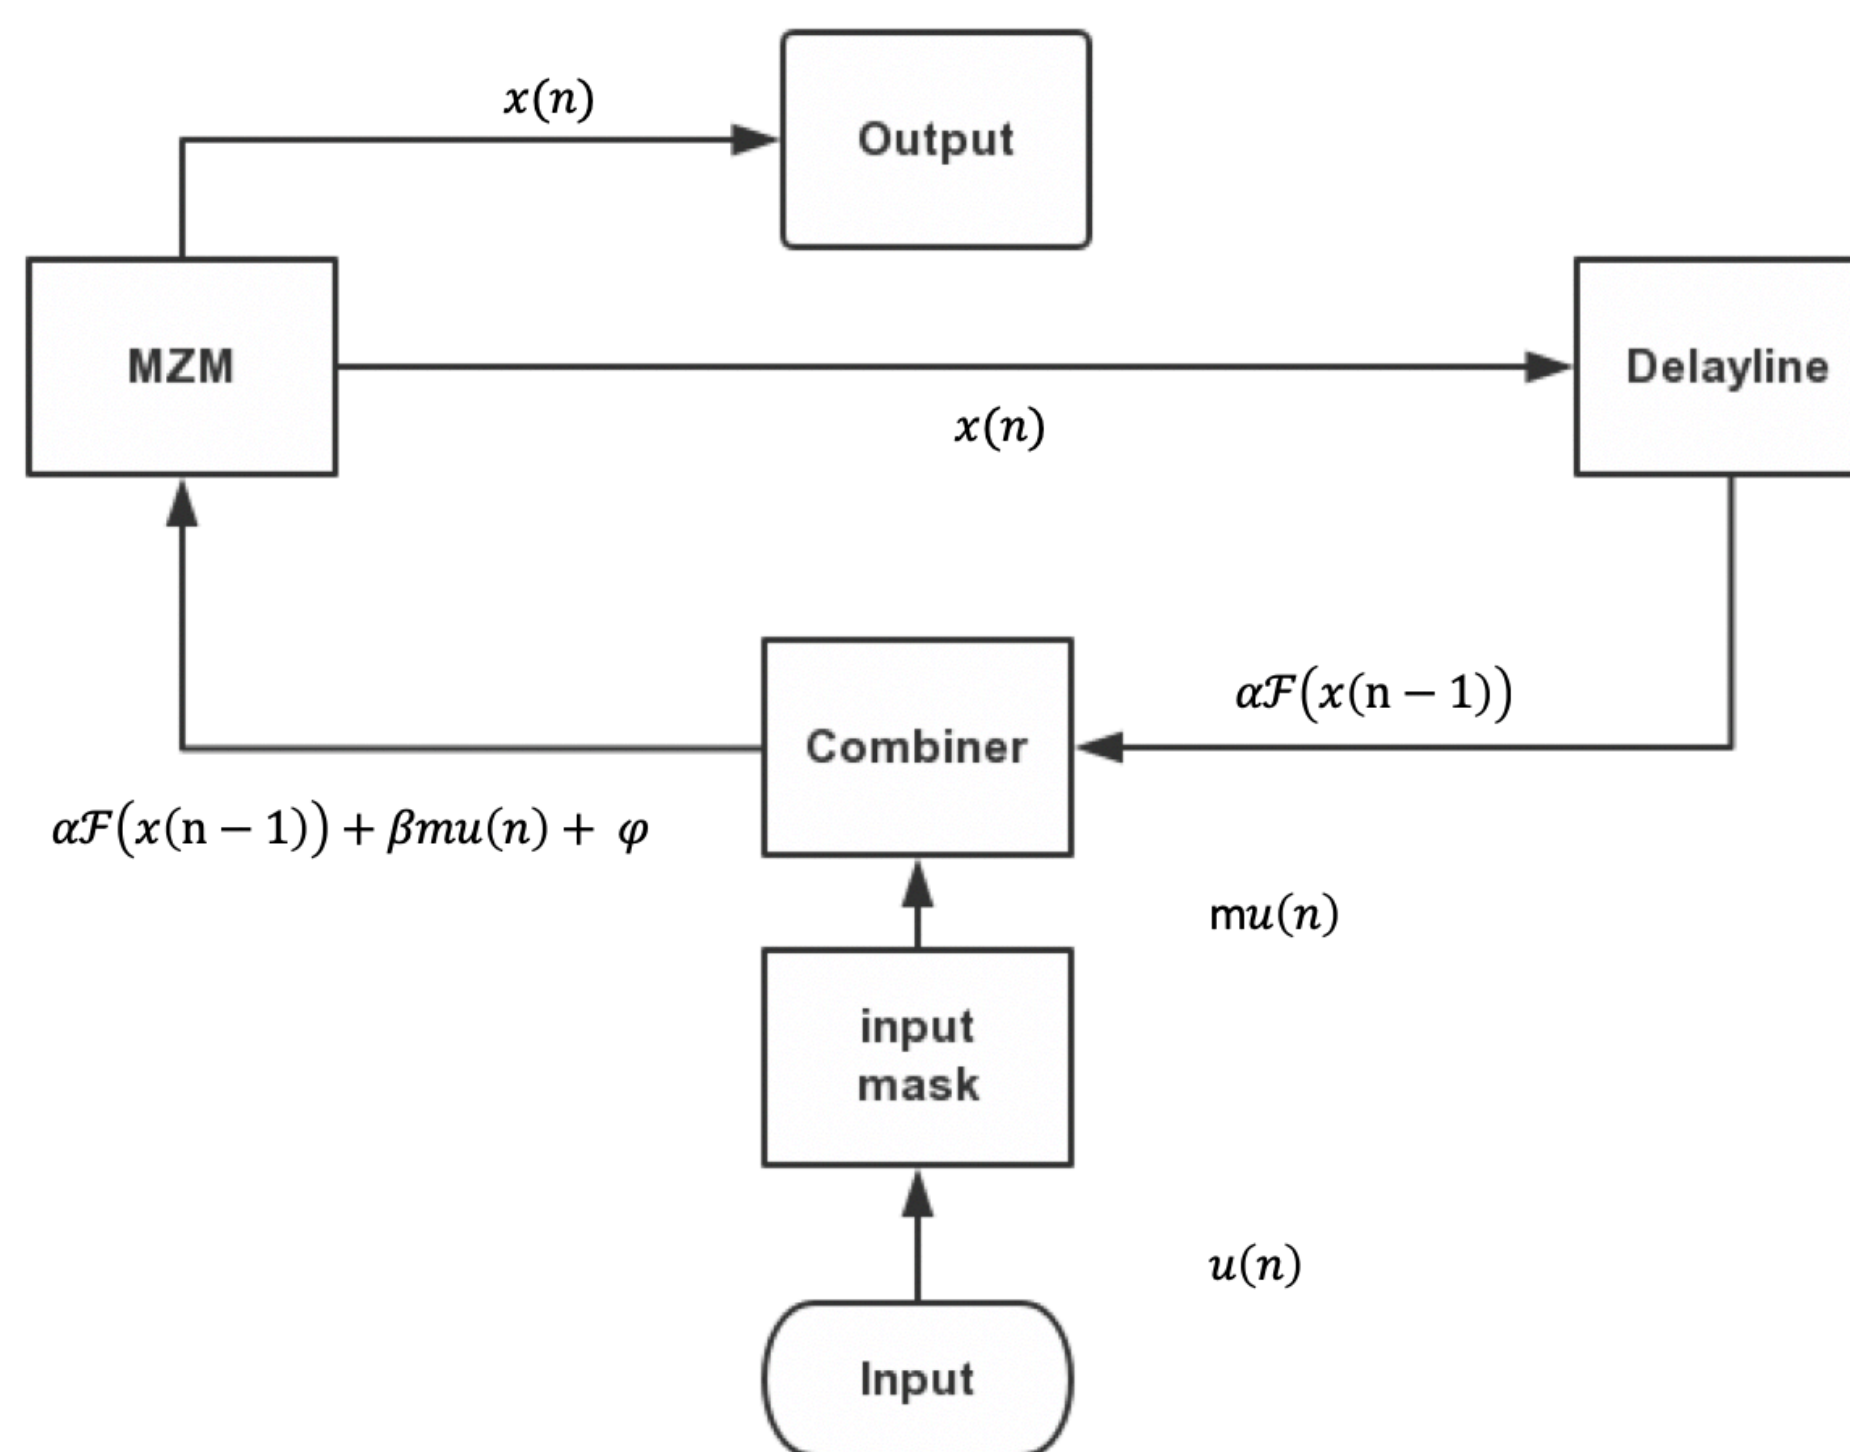 x(n)
Output
MZM
Delayline
x(n)
αℱ(x(n − 1))
Combiner
αℱ(x(n − 1)) + βmu(n) + φ
mu(n)
input
mask
u(n)
Input